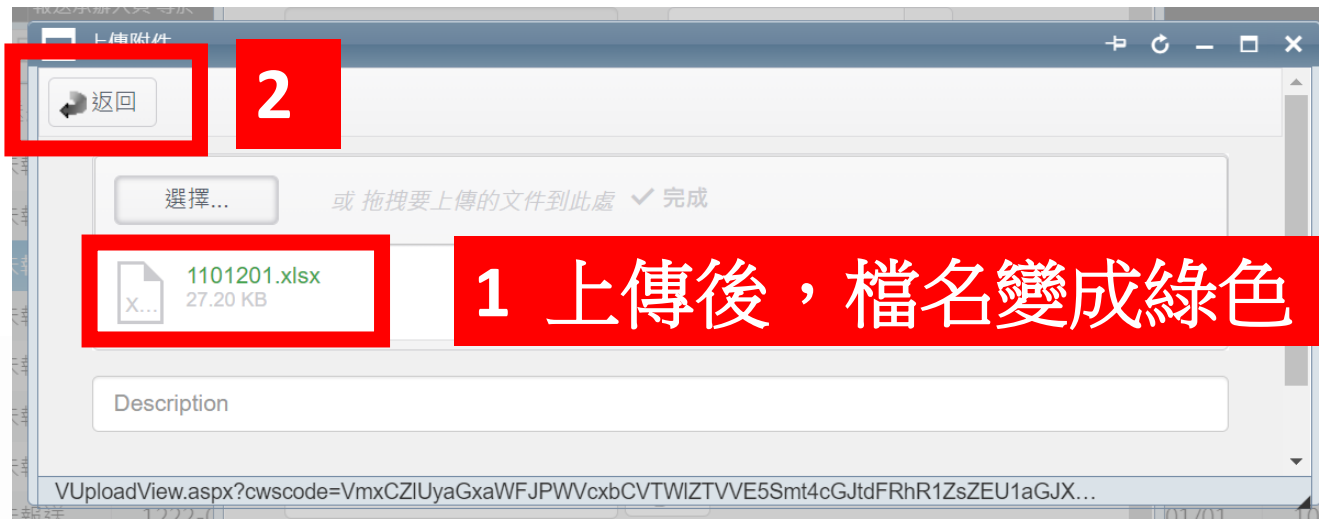 上傳附件
返回
2
選擇...
或 拖拽要上傳的文件到此處 完成
1101201.xlsx
X...
27.20 KB
1 上傳後，檔名變成綠色
Description
VUploadView.aspx?cwscode=VmxCZlUyaGxaWFJPWVcxbCVTWlZTVVE5Smt4cGJtdFRhR1ZsZEU1aGJX...
01/01